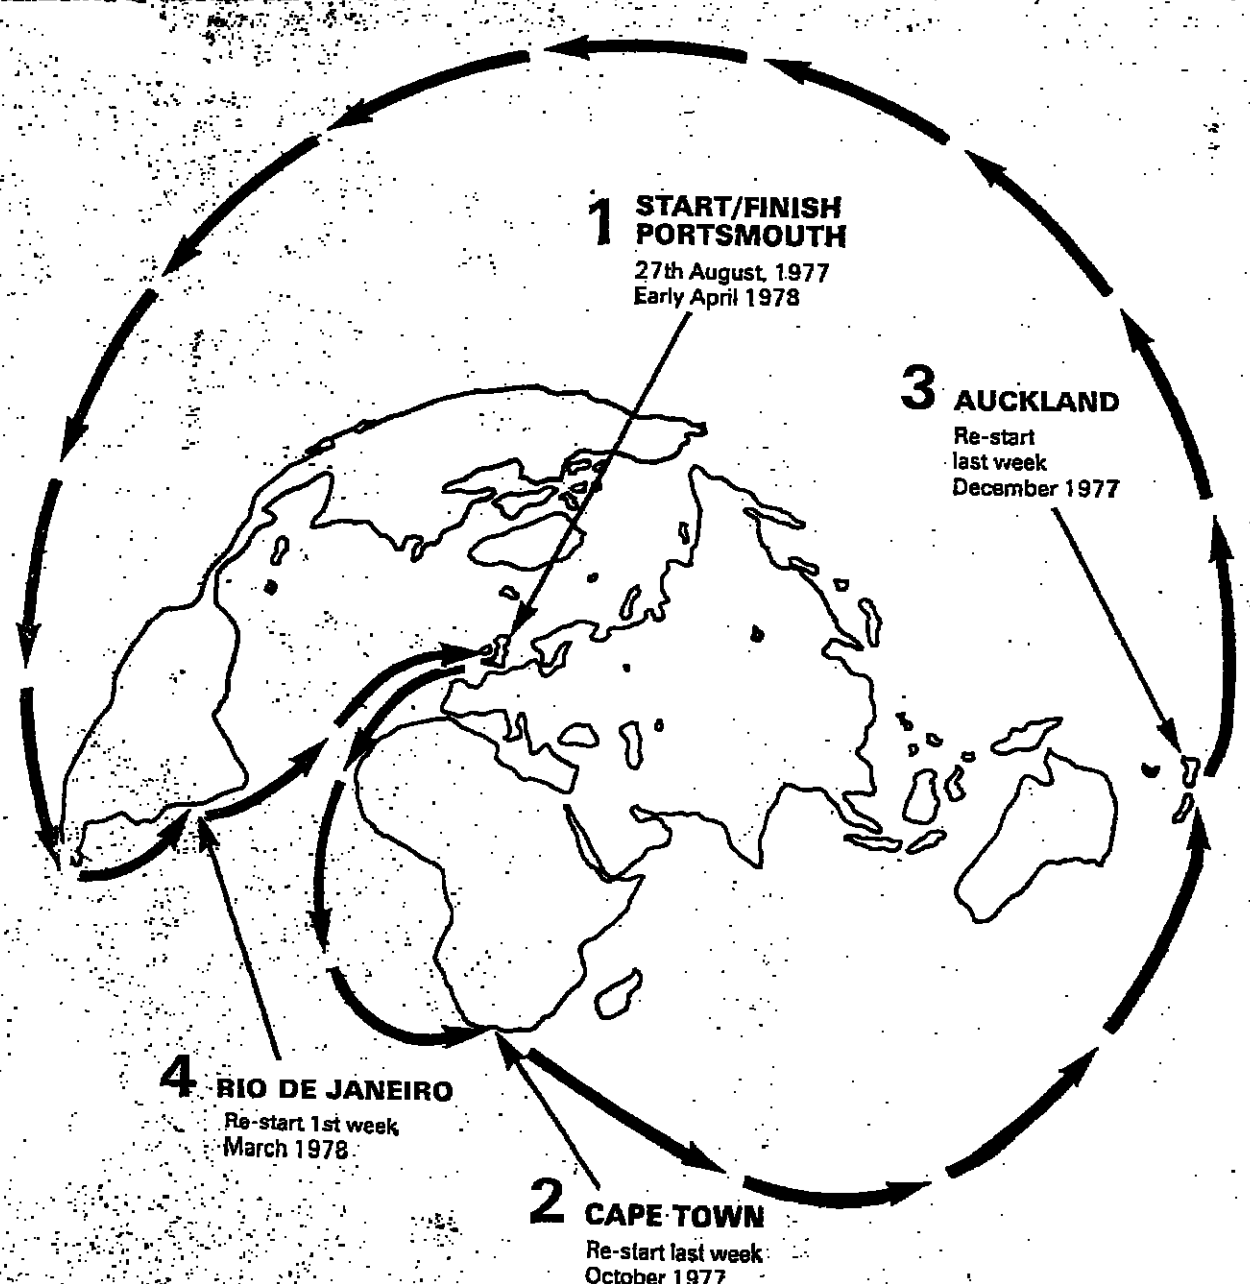 1 START/FINISH
PORTSMOUTH
27th August, 1977
Early April 1978
3 AUCKLAND
Re-start
last week
December 1977
4 RIO DE JANEIRO
Re-start 1st week
March 1978
2 CAPE TOWN
Re-start last week
October 1977